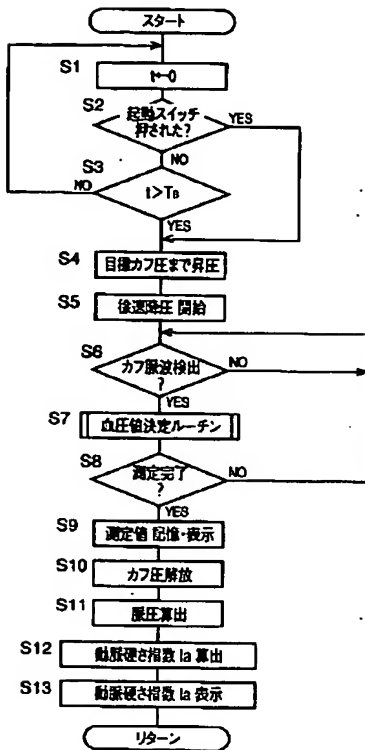 スタート
S1
t←0
S2
起動スイッチ
押された?
YES
NO
S3
NO
t>TB
YES
S4
目標カフ圧まで昇圧
S5
徐速降圧 開始
S6
カフ脈波検出
?
NO
YES
S7
血圧値決定ルーチン
S8
測定完了
?
NO
YES
S9
測定値 記憶・表示
S10
カフ圧解放
S11
脈圧算出
S12
動脈硬さ指数 Ia 算出
S13
動脈硬さ指数 Ia 表示
リターン